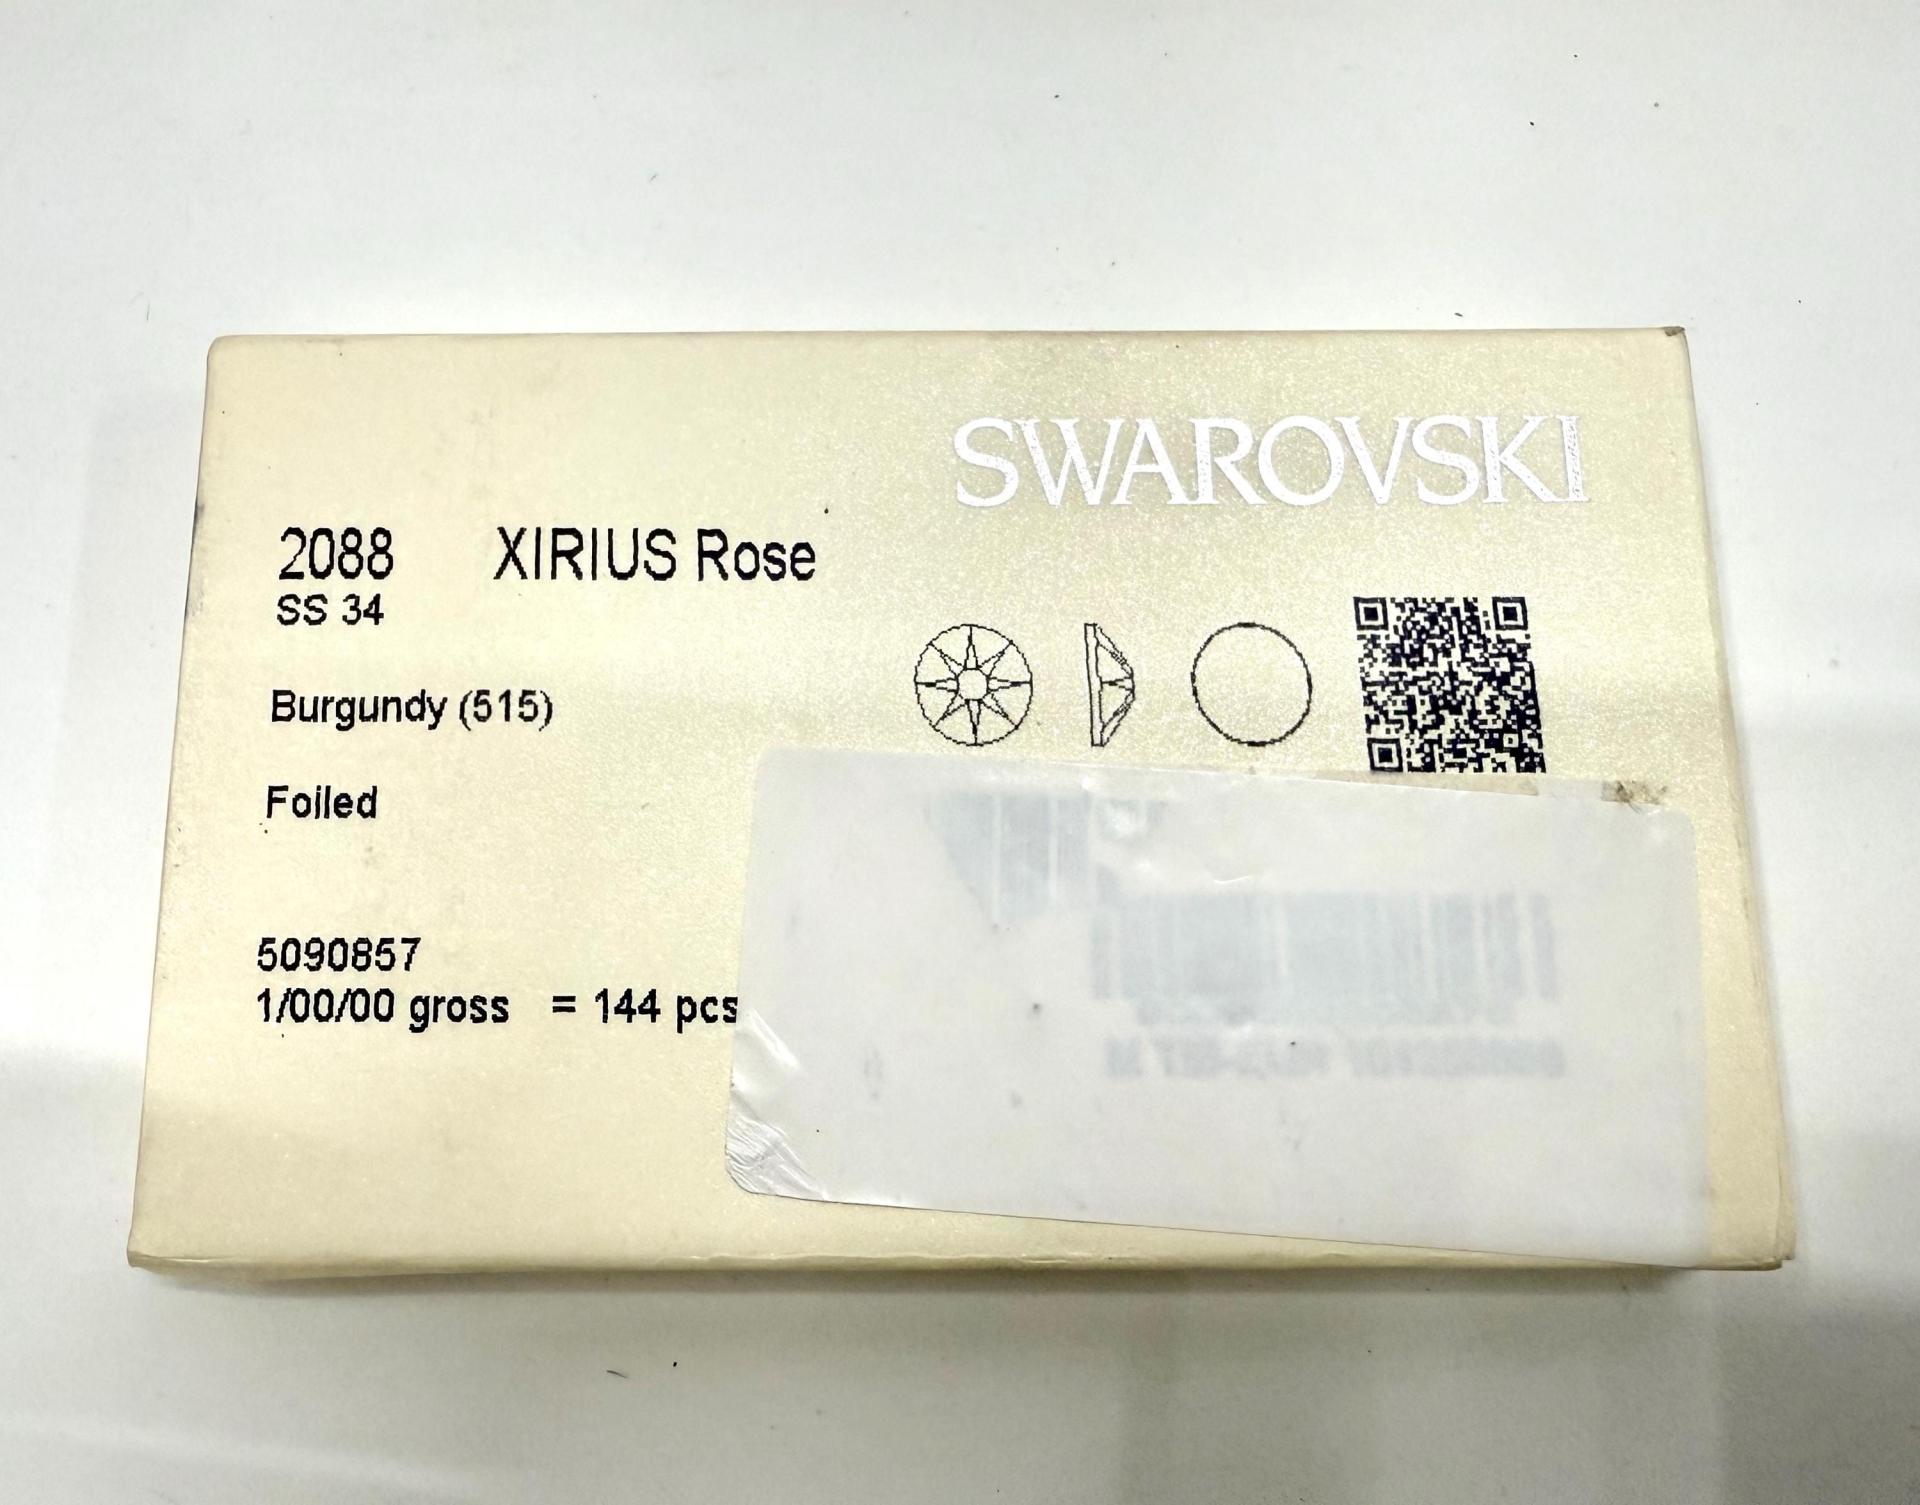 SWAROVSKI
2088 XIRIUS Rose
SS 34
Burgundy (515)
Foiled
5090857
1/00/00 gross = 144 pcs